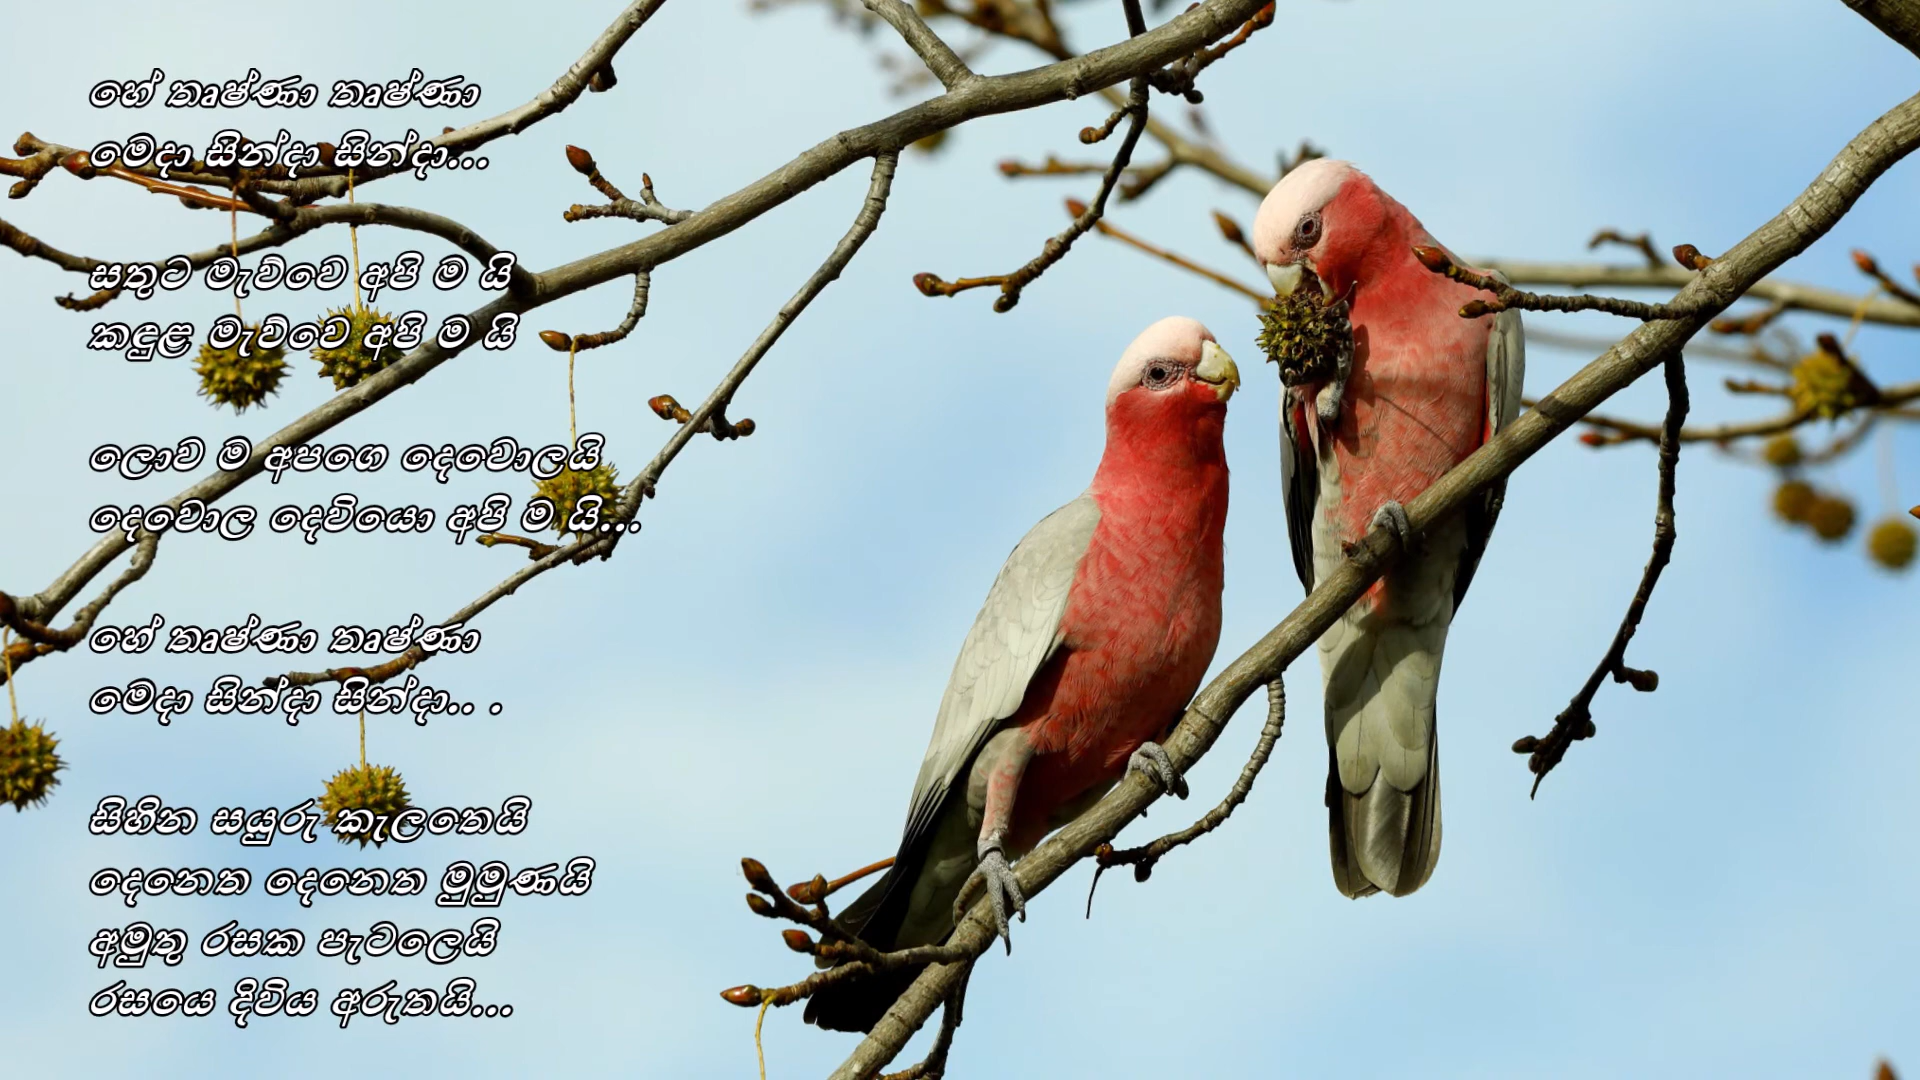 හේ තෘෂ්ණා තෘෂ්ණා
මෙදා සින්දා සින්දා...
සතුට මැව්වෙ අපි ම යි
කඳුළ මැව්වෙ අපි ම යි
ලොව ම අපගෙ දෙවොලයි
දෙවොල දෙවියො අපි ම යි...
හේ තෘෂ්ණා තෘෂ්ණා
මෙදා සින්දා සින්දා.. .
සිහින සයුරු කැලතෙයි
දෙනෙත දෙනෙත මුමුණයි
අමුතු රසක පැටලෙයි
රසයෙ දිවිය අරුතයි...